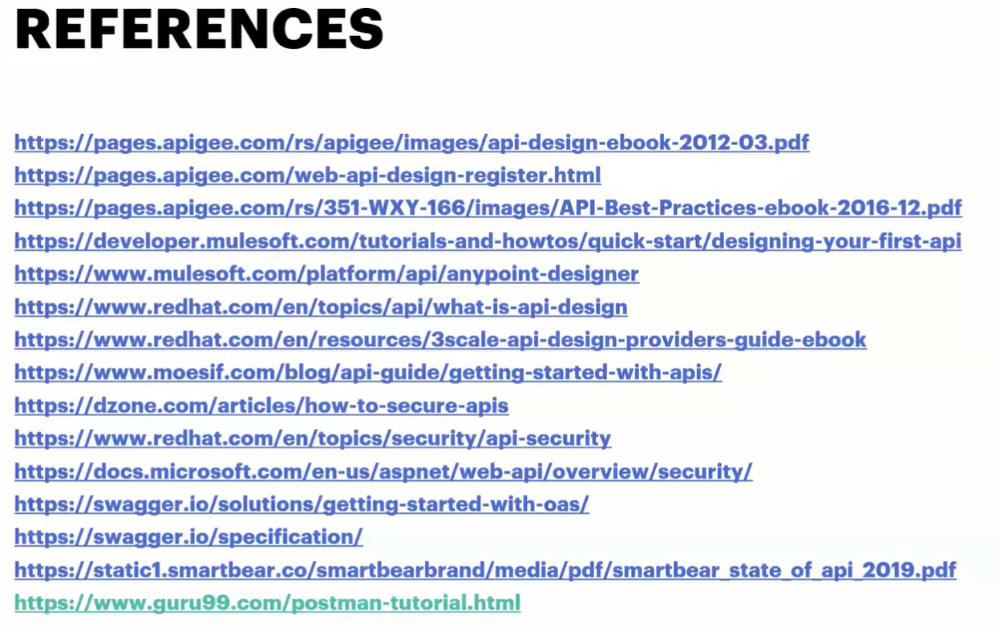 REFERENCES
https://pages.apigee.com/rs/apigee/images/api-design-ebook-2012-03.pdf
https://pages.apigee.com/web-api-design-register.html
https://pages.apigee.com/rs/351-WXY-166/images/API-Best-Practices-ebook-2016-12.pdf
https://developer.mulesoft.com/tutorials-and-howtos/quick-start/designing-your-first-api
https://www.mulesoft.com/platform/api/anypoint-designer
https://www.redhat.com/en/topics/api/what-is-api-design
https://www.redhat.com/en/resources/3scale-api-design-providers-guide-ebook
https://www.moesif.com/blog/api-guide/getting-started-with-apis/
https://dzone.com/articles/how-to-secure-apis
https://www.redhat.com/en/topics/security/api-security
https://docs.microsoft.com/en-us/aspnet/web-api/overview/security/
https://swagger.io/solutions/getting-started-with-oas/
https://swagger.io/specification/
https://static1.smartbear.co/smartbearbrand/media/pdf/smartbear_state_of_api_2019.pdf
https://www.guru99.com/postman-tutorial.html